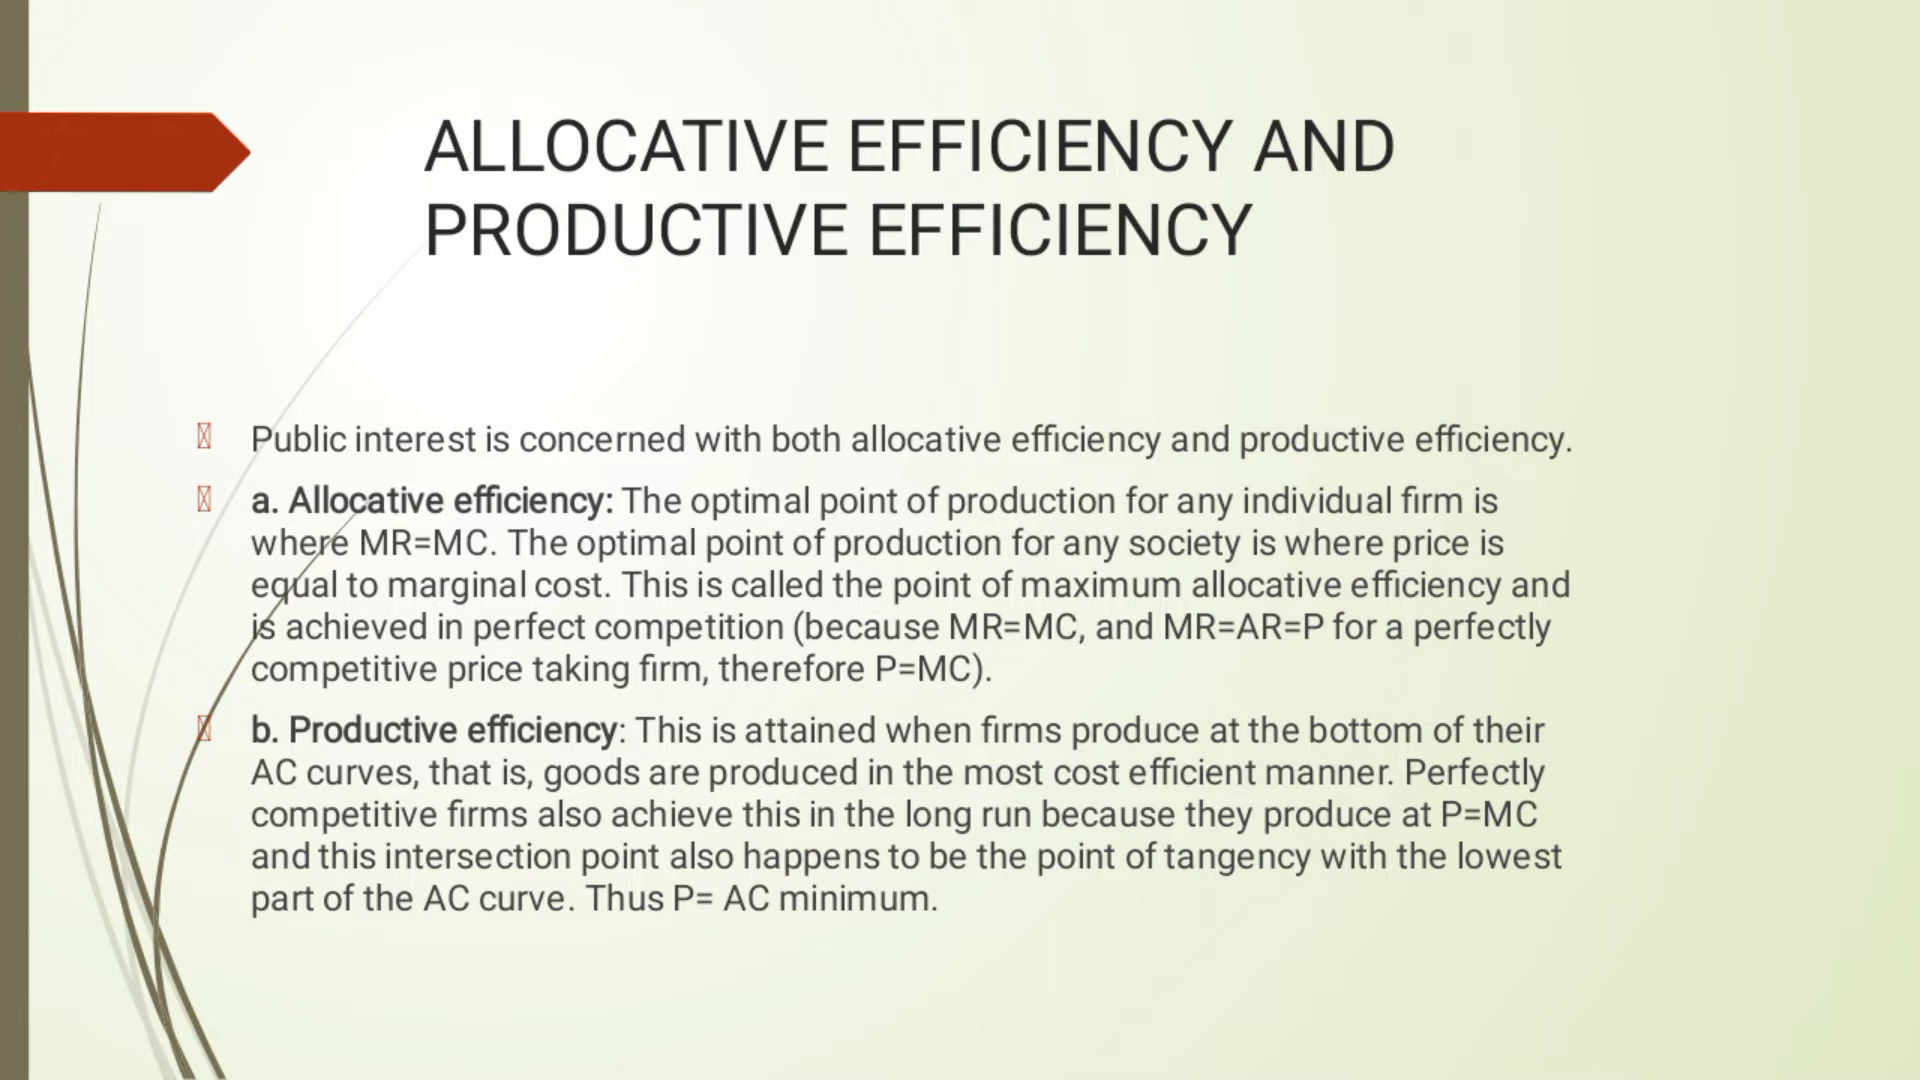 ALLOCATIVE EFFICIENCY AND
PRODUCTIVE EFFICIENCY
Public interest is concerned with both allocative efficiency and productive efficiency.
a. Allocative efficiency: The optimal point of production for any individual firm is
where MR=MC. The optimal point of production for any society is where price is
equal to marginal cost. This is called the point of maximum allocative efficiency and
is achieved in perfect competition (because MR=MC, and MR=AR=P for a perfectly
competitive price taking firm, therefore P=MC).
b. Productive efficiency: This is attained when firms produce at the bottom of their
AC curves, that is, goods are produced in the most cost efficient manner. Perfectly
competitive firms also achieve this in the long run because they produce at P=MC
and this intersection point also happens to be the point of tangency with the lowest
part of the AC curve. Thus P= AC minimum.